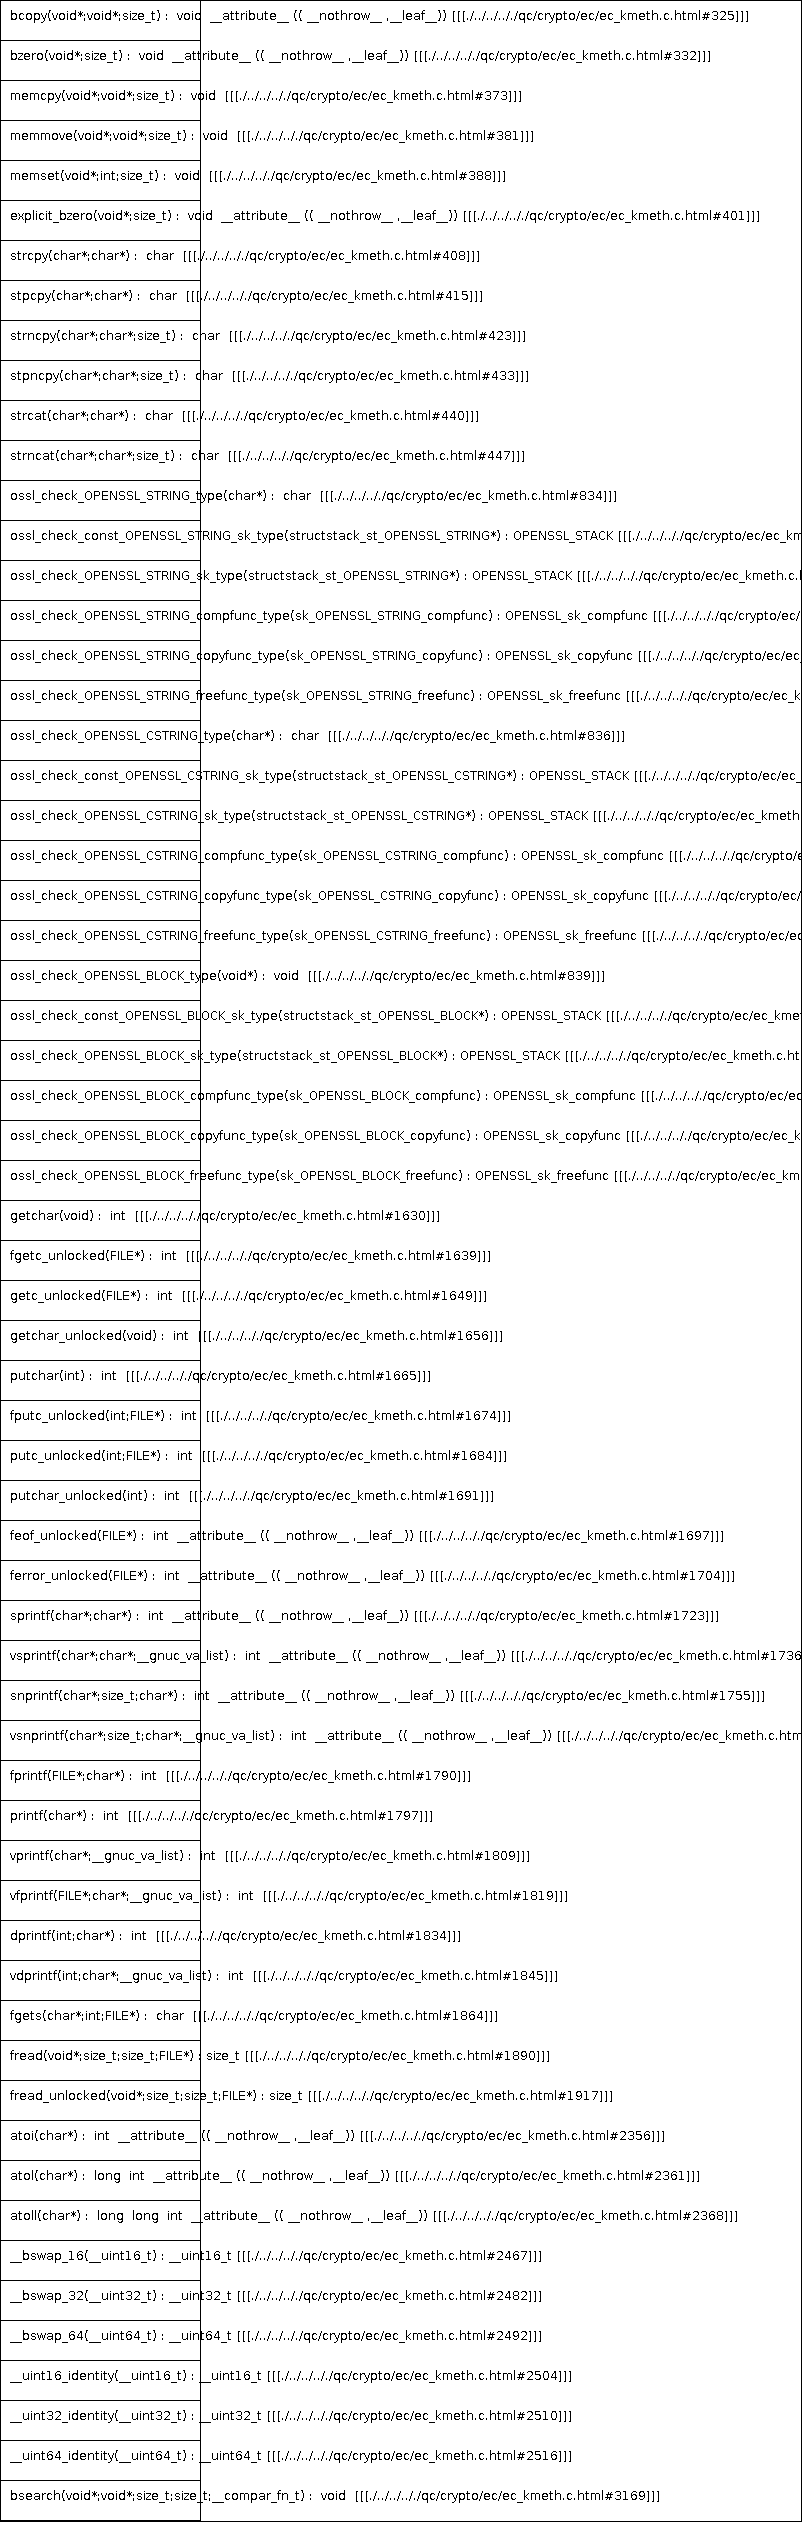 bcopy(void*;void*;size_t) :  void  __attribute__ (( __nothrow__ ,__leaf__)) [[[./../../../../qc/crypto/ec/ec_kmeth.c.html#325]]]
bzero(void*;size_t) :  void  __attribute__ (( __nothrow__ ,__leaf__)) [[[./../../../../qc/crypto/ec/ec_kmeth.c.html#332]]]
memcpy(void*;void*;size_t) :  void  [[[./../../../../qc/crypto/ec/ec_kmeth.c.html#373]]]
memmove(void*;void*;size_t) :  void  [[[./../../../../qc/crypto/ec/ec_kmeth.c.html#381]]]
memset(void*;int;size_t) :  void  [[[./../../../../qc/crypto/ec/ec_kmeth.c.html#388]]]
explicit_bzero(void*;size_t) :  void  __attribute__ (( __nothrow__ ,__leaf__)) [[[./../../../../qc/crypto/ec/ec_kmeth.c.html#401]]]
strcpy(char*;char*) :  char  [[[./../../../../qc/crypto/ec/ec_kmeth.c.html#408]]]
stpcpy(char*;char*) :  char  [[[./../../../../qc/crypto/ec/ec_kmeth.c.html#415]]]
strncpy(char*;char*;size_t) :  char  [[[./../../../../qc/crypto/ec/ec_kmeth.c.html#423]]]
stpncpy(char*;char*;size_t) :  char  [[[./../../../../qc/crypto/ec/ec_kmeth.c.html#433]]]
strcat(char*;char*) :  char  [[[./../../../../qc/crypto/ec/ec_kmeth.c.html#440]]]
strncat(char*;char*;size_t) :  char  [[[./../../../../qc/crypto/ec/ec_kmeth.c.html#447]]]
ossl_check_OPENSSL_STRING_type(char*) :  char  [[[./../../../../qc/crypto/ec/ec_kmeth.c.html#834]]]
ossl_check_const_OPENSSL_STRING_sk_type(structstack_st_OPENSSL_STRING*) : OPENSSL_STACK [[[./../../../../qc/crypto/ec/ec_km
ossl_check_OPENSSL_STRING_sk_type(structstack_st_OPENSSL_STRING*) : OPENSSL_STACK [[[./../../../../qc/crypto/ec/ec_kmeth.c.
ossl_check_OPENSSL_STRING_compfunc_type(sk_OPENSSL_STRING_compfunc) : OPENSSL_sk_compfunc [[[./../../../../qc/crypto/ec/
ossl_check_OPENSSL_STRING_copyfunc_type(sk_OPENSSL_STRING_copyfunc) : OPENSSL_sk_copyfunc [[[./../../../../qc/crypto/ec/ec_
ossl_check_OPENSSL_STRING_freefunc_type(sk_OPENSSL_STRING_freefunc) : OPENSSL_sk_freefunc [[[./../../../../qc/crypto/ec/ec_k
ossl_check_OPENSSL_CSTRING_type(char*) :  char  [[[./../../../../qc/crypto/ec/ec_kmeth.c.html#836]]]
ossl_check_const_OPENSSL_CSTRING_sk_type(structstack_st_OPENSSL_CSTRING*) : OPENSSL_STACK [[[./../../../../qc/crypto/ec/ec_
ossl_check_OPENSSL_CSTRING_sk_type(structstack_st_OPENSSL_CSTRING*) : OPENSSL_STACK [[[./../../../../qc/crypto/ec/ec_kmeth
ossl_check_OPENSSL_CSTRING_compfunc_type(sk_OPENSSL_CSTRING_compfunc) : OPENSSL_sk_compfunc [[[./../../../../qc/crypto/e
ossl_check_OPENSSL_CSTRING_copyfunc_type(sk_OPENSSL_CSTRING_copyfunc) : OPENSSL_sk_copyfunc [[[./../../../../qc/crypto/ec/
ossl_check_OPENSSL_CSTRING_freefunc_type(sk_OPENSSL_CSTRING_freefunc) : OPENSSL_sk_freefunc [[[./../../../../qc/crypto/ec/ec
ossl_check_OPENSSL_BLOCK_type(void*) :  void  [[[./../../../../qc/crypto/ec/ec_kmeth.c.html#839]]]
ossl_check_const_OPENSSL_BLOCK_sk_type(structstack_st_OPENSSL_BLOCK*) : OPENSSL_STACK [[[./../../../../qc/crypto/ec/ec_kmet
ossl_check_OPENSSL_BLOCK_sk_type(structstack_st_OPENSSL_BLOCK*) : OPENSSL_STACK [[[./../../../../qc/crypto/ec/ec_kmeth.c.ht
ossl_check_OPENSSL_BLOCK_compfunc_type(sk_OPENSSL_BLOCK_compfunc) : OPENSSL_sk_compfunc [[[./../../../../qc/crypto/ec/ec
ossl_check_OPENSSL_BLOCK_copyfunc_type(sk_OPENSSL_BLOCK_copyfunc) : OPENSSL_sk_copyfunc [[[./../../../../qc/crypto/ec/ec_k
ossl_check_OPENSSL_BLOCK_freefunc_type(sk_OPENSSL_BLOCK_freefunc) : OPENSSL_sk_freefunc [[[./../../../../qc/crypto/ec/ec_km
getchar(void) :  int  [[[./../../../../qc/crypto/ec/ec_kmeth.c.html#1630]]]
fgetc_unlocked(FILE*) :  int  [[[./../../../../qc/crypto/ec/ec_kmeth.c.html#1639]]]
getc_unlocked(FILE*) :  int  [[[./../../../../qc/crypto/ec/ec_kmeth.c.html#1649]]]
getchar_unlocked(void) :  int  [[[./../../../../qc/crypto/ec/ec_kmeth.c.html#1656]]]
putchar(int) :  int  [[[./../../../../qc/crypto/ec/ec_kmeth.c.html#1665]]]
fputc_unlocked(int;FILE*) :  int  [[[./../../../../qc/crypto/ec/ec_kmeth.c.html#1674]]]
putc_unlocked(int;FILE*) :  int  [[[./../../../../qc/crypto/ec/ec_kmeth.c.html#1684]]]
putchar_unlocked(int) :  int  [[[./../../../../qc/crypto/ec/ec_kmeth.c.html#1691]]]
feof_unlocked(FILE*) :  int  __attribute__ (( __nothrow__ ,__leaf__)) [[[./../../../../qc/crypto/ec/ec_kmeth.c.html#1697]]]
ferror_unlocked(FILE*) :  int  __attribute__ (( __nothrow__ ,__leaf__)) [[[./../../../../qc/crypto/ec/ec_kmeth.c.html#1704]]]
sprintf(char*;char*) :  int  __attribute__ (( __nothrow__ ,__leaf__)) [[[./../../../../qc/crypto/ec/ec_kmeth.c.html#1723]]]
vsprintf(char*;char*;__gnuc_va_list) :  int  __attribute__ (( __nothrow__ ,__leaf__)) [[[./../../../../qc/crypto/ec/ec_kmeth.c.html#1736
snprintf(char*;size_t;char*) :  int  __attribute__ (( __nothrow__ ,__leaf__)) [[[./../../../../qc/crypto/ec/ec_kmeth.c.html#1755]]]
vsnprintf(char*;size_t;char*;__gnuc_va_list) :  int  __attribute__ (( __nothrow__ ,__leaf__)) [[[./../../../../qc/crypto/ec/ec_kmeth.c.htm
fprintf(FILE*;char*) :  int  [[[./../../../../qc/crypto/ec/ec_kmeth.c.html#1790]]]
printf(char*) :  int  [[[./../../../../qc/crypto/ec/ec_kmeth.c.html#1797]]]
vprintf(char*;__gnuc_va_list) :  int  [[[./../../../../qc/crypto/ec/ec_kmeth.c.html#1809]]]
vfprintf(FILE*;char*;__gnuc_va_list) :  int  [[[./../../../../qc/crypto/ec/ec_kmeth.c.html#1819]]]
dprintf(int;char*) :  int  [[[./../../../../qc/crypto/ec/ec_kmeth.c.html#1834]]]
vdprintf(int;char*;__gnuc_va_list) :  int  [[[./../../../../qc/crypto/ec/ec_kmeth.c.html#1845]]]
fgets(char*;int;FILE*) :  char  [[[./../../../../qc/crypto/ec/ec_kmeth.c.html#1864]]]
fread(void*;size_t;size_t;FILE*) : size_t [[[./../../../../qc/crypto/ec/ec_kmeth.c.html#1890]]]
fread_unlocked(void*;size_t;size_t;FILE*) : size_t [[[./../../../../qc/crypto/ec/ec_kmeth.c.html#1917]]]
atoi(char*) :  int  __attribute__ (( __nothrow__ ,__leaf__)) [[[./../../../../qc/crypto/ec/ec_kmeth.c.html#2356]]]
atol(char*) :  long  int  __attribute__ (( __nothrow__ ,__leaf__)) [[[./../../../../qc/crypto/ec/ec_kmeth.c.html#2361]]]
atoll(char*) :  long  long  int  __attribute__ (( __nothrow__ ,__leaf__)) [[[./../../../../qc/crypto/ec/ec_kmeth.c.html#2368]]]
__bswap_16(__uint16_t) : __uint16_t [[[./../../../../qc/crypto/ec/ec_kmeth.c.html#2467]]]
__bswap_32(__uint32_t) : __uint32_t [[[./../../../../qc/crypto/ec/ec_kmeth.c.html#2482]]]
__bswap_64(__uint64_t) : __uint64_t [[[./../../../../qc/crypto/ec/ec_kmeth.c.html#2492]]]
__uint16_identity(__uint16_t) : __uint16_t [[[./../../../../qc/crypto/ec/ec_kmeth.c.html#2504]]]
__uint32_identity(__uint32_t) : __uint32_t [[[./../../../../qc/crypto/ec/ec_kmeth.c.html#2510]]]
__uint64_identity(__uint64_t) : __uint64_t [[[./../../../../qc/crypto/ec/ec_kmeth.c.html#2516]]]
bsearch(void*;void*;size_t;size_t;__compar_fn_t) :  void  [[[./../../../../qc/crypto/ec/ec_kmeth.c.html#3169]]]